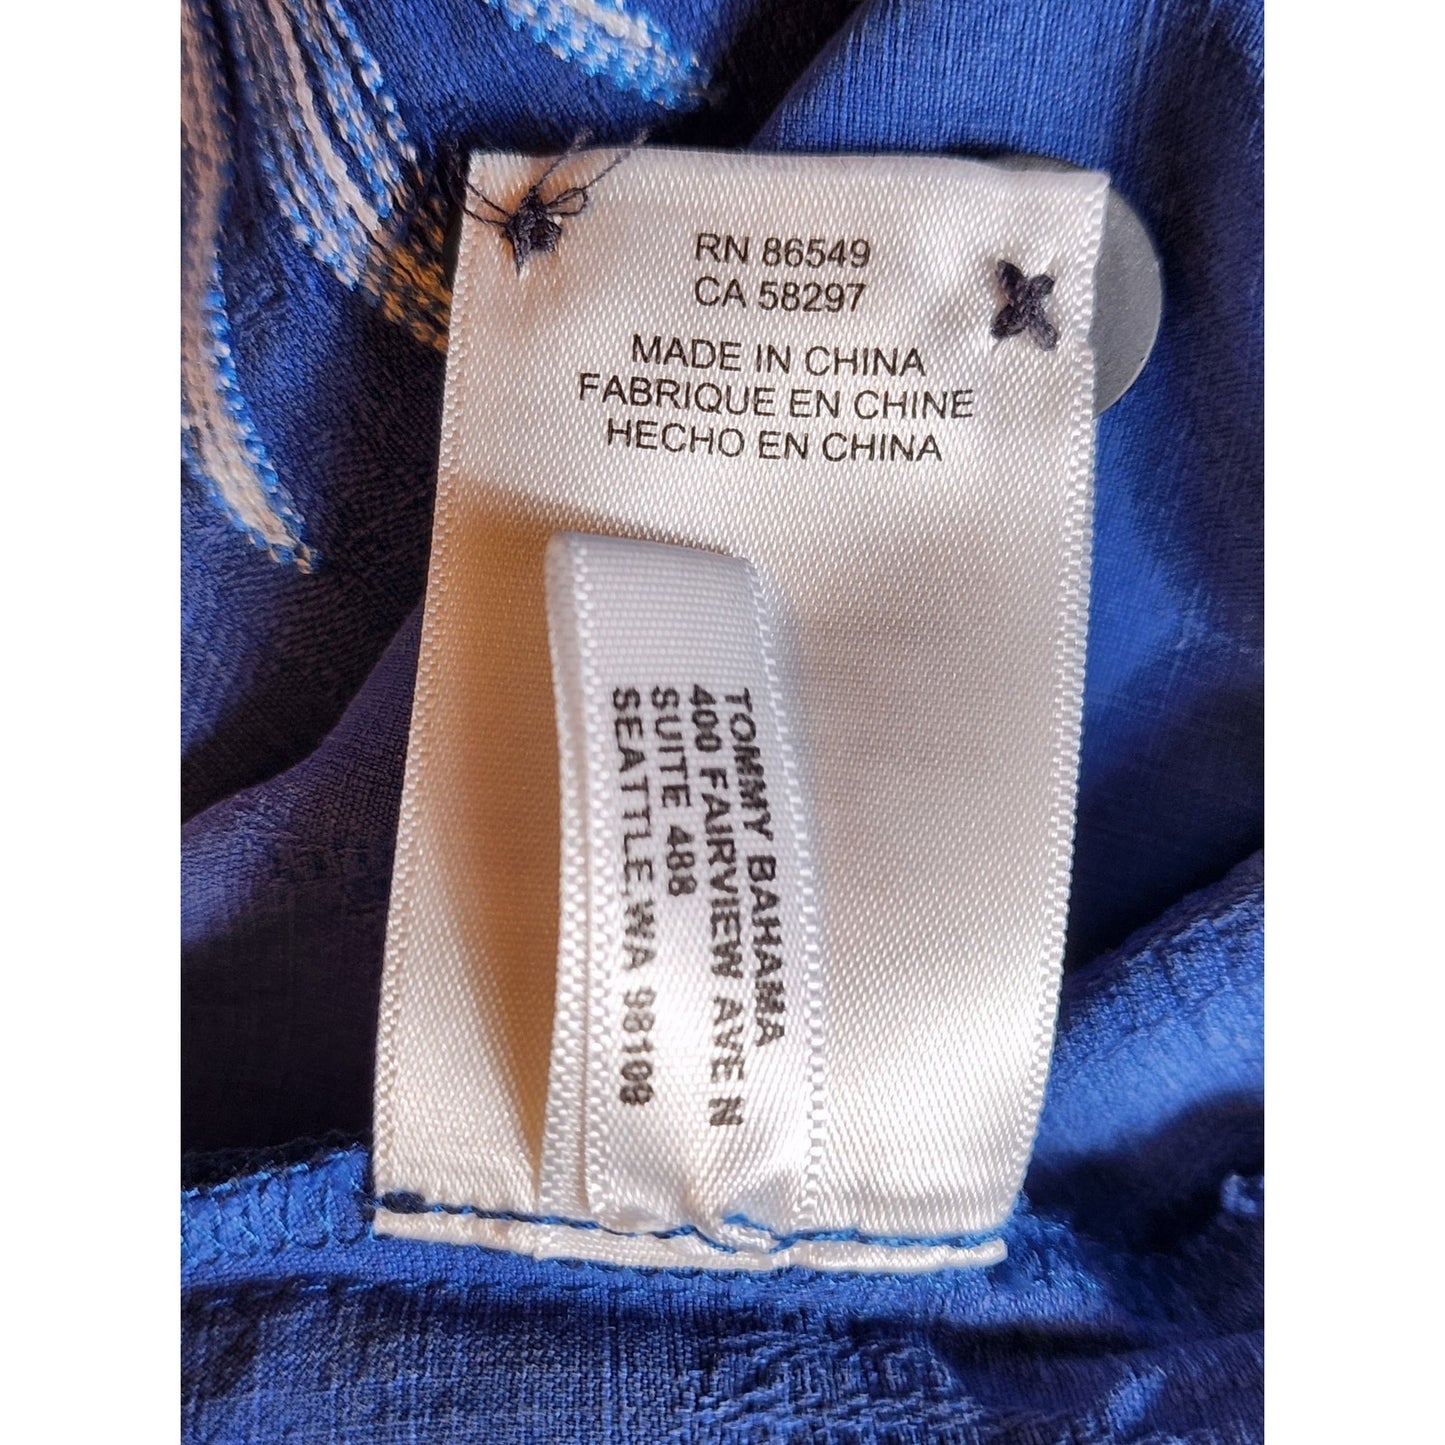 RN 86549
CA 58297
MADE IN CHINA
FABRIQUE EN CHINE
HECHO EN CHINA
TOMMY BAHAMA
400 FAIRVIEW AVE N
SUITE 488
SEATTLE, WA 98109